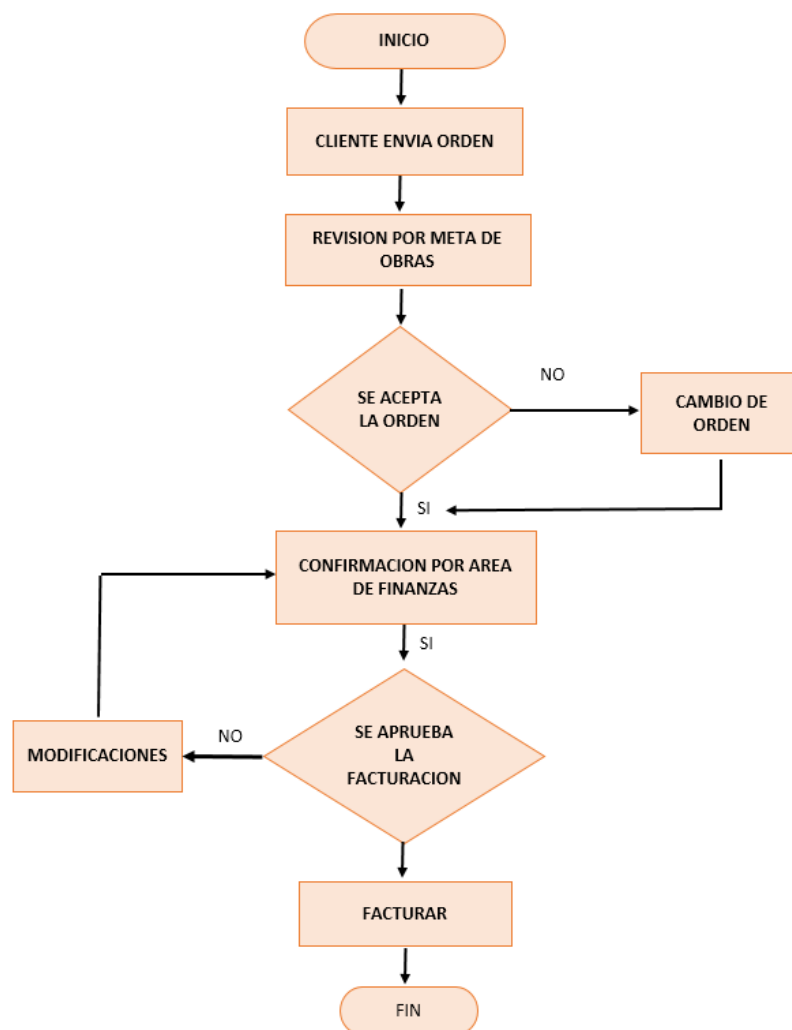 INICIO
CLIENTE ENVIA ORDEN
REVISION POR META DE
OBRAS
SE ACEPTA
LA ORDEN
NO
CAMBIO DE
ORDEN
SI
CONFIRMACION POR AREA
DE FINANZAS
SI
SE APRUEBA
LA
FACTURACION
NO
MODIFICACIONES
FACTURAR
FIN